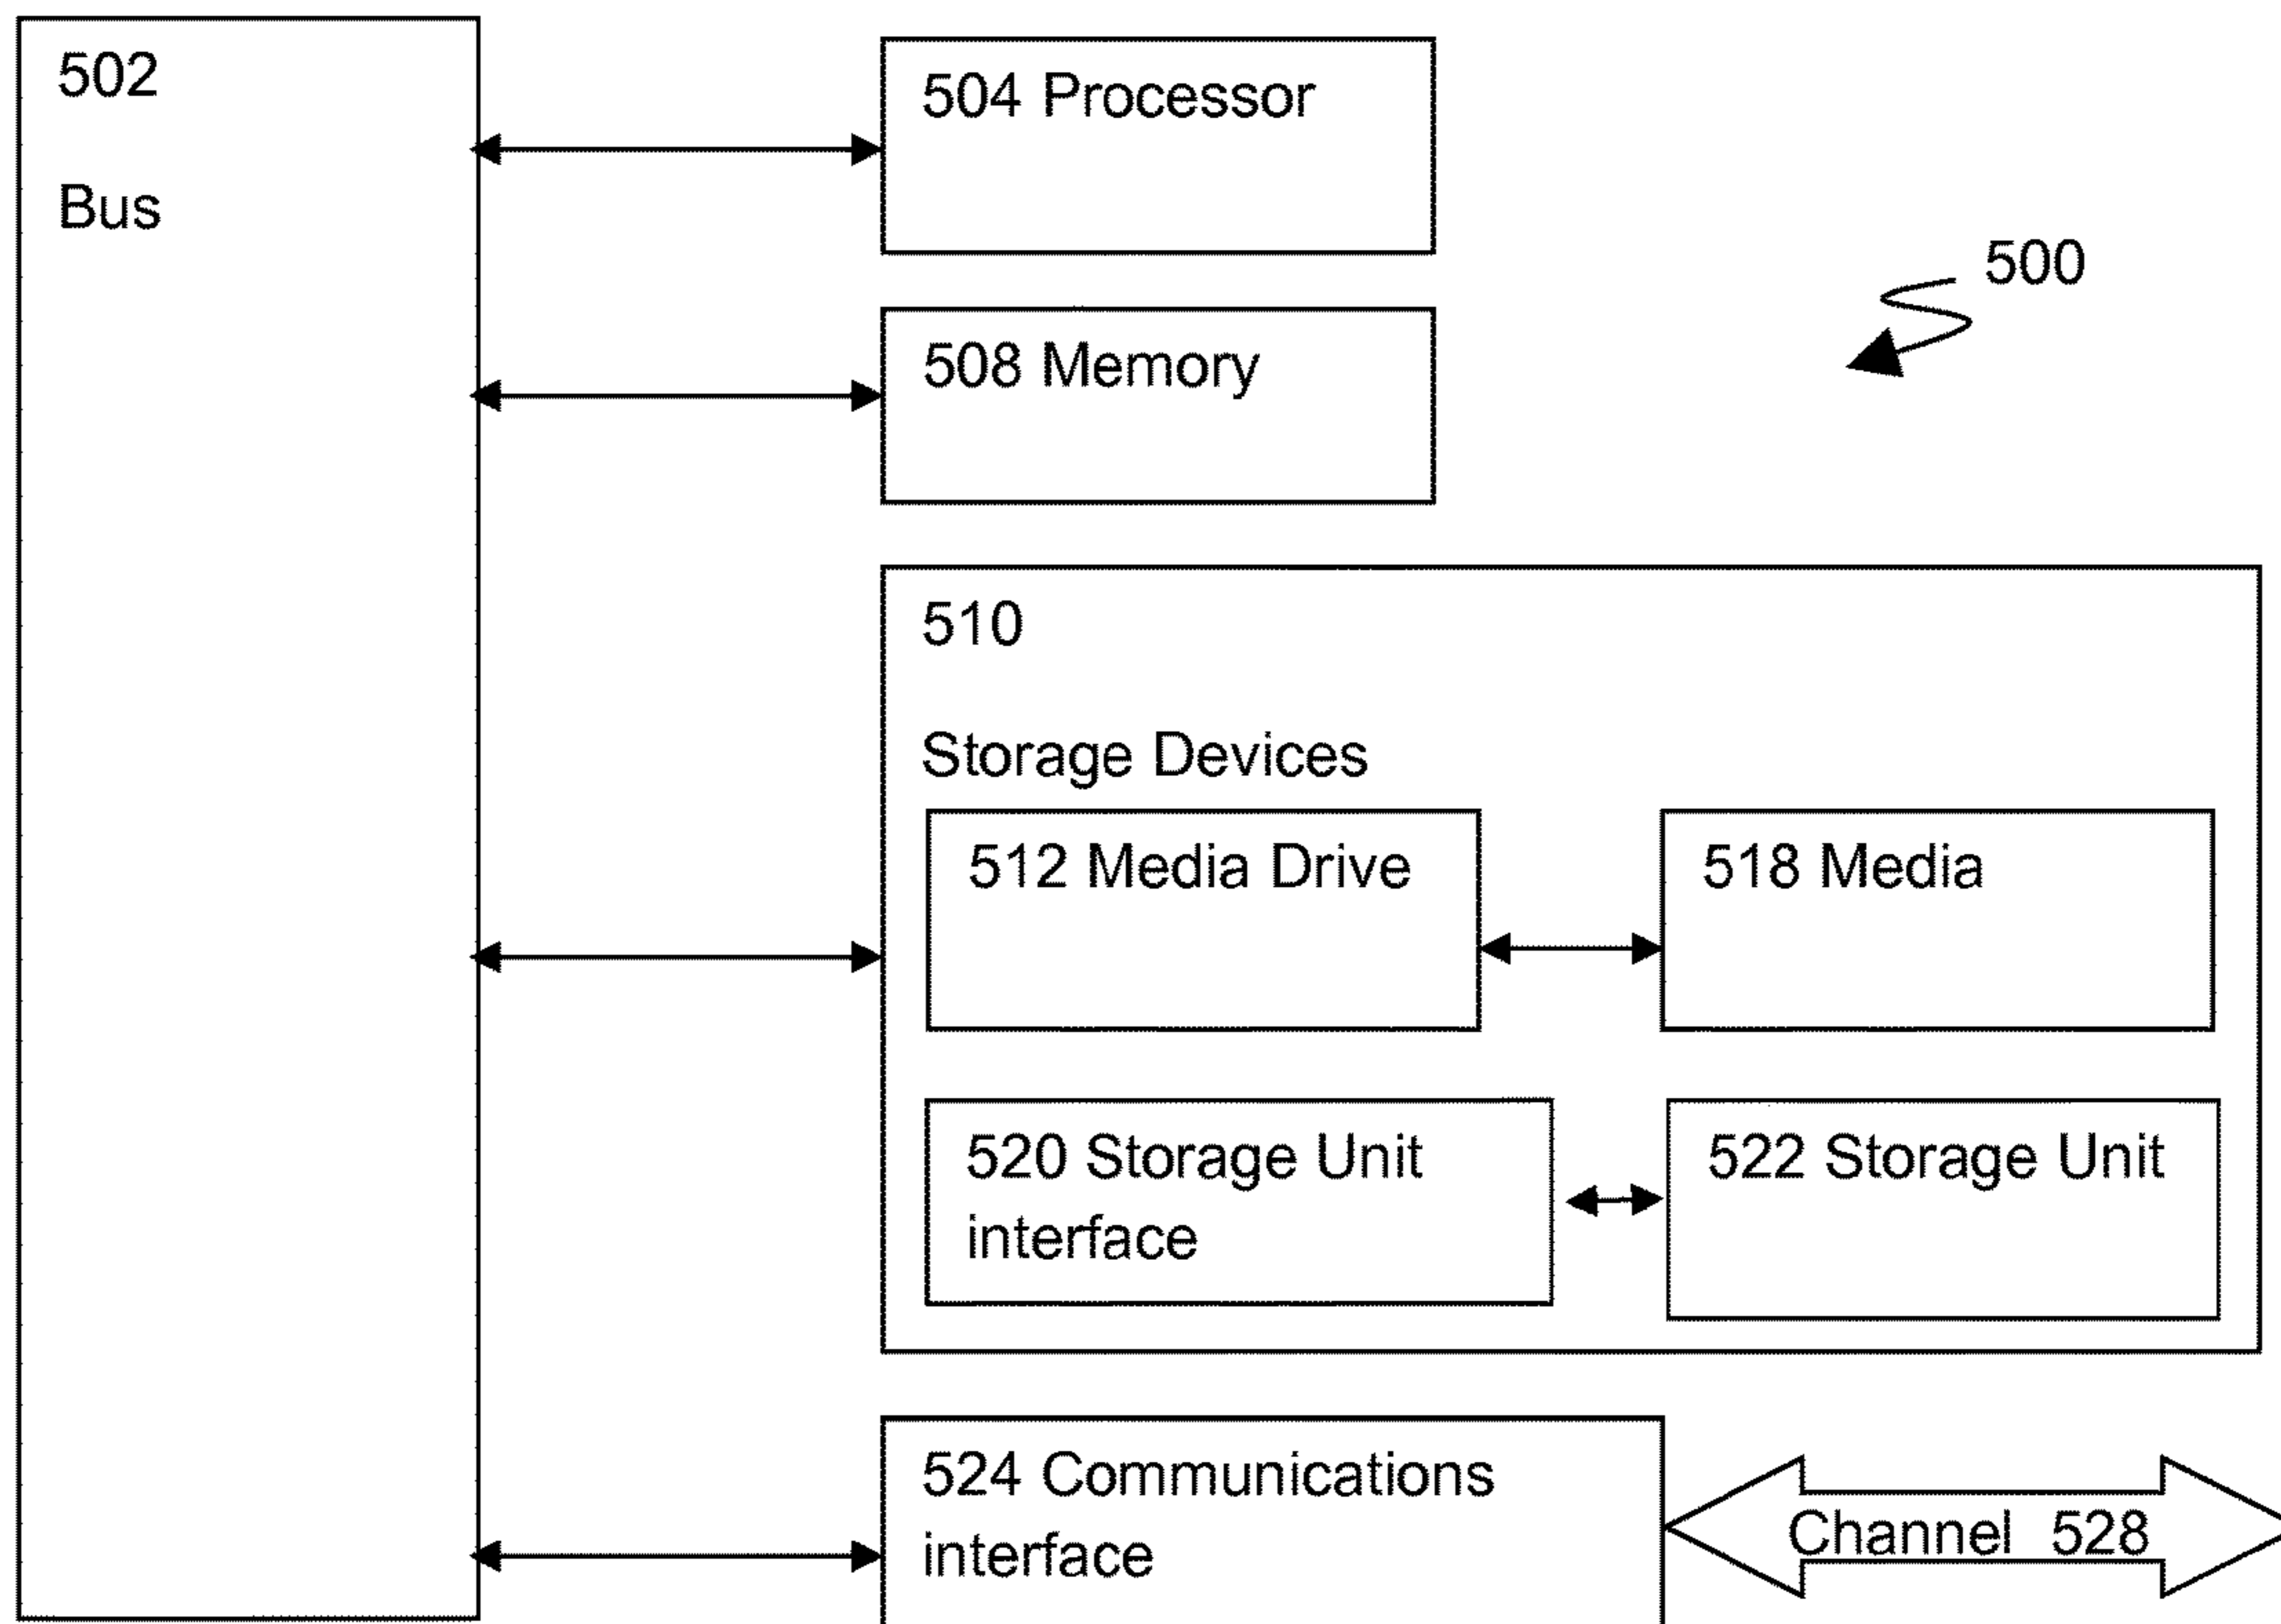 502
Bus
504 Processor
500
508 Memory
510
Storage Devices
512 Media Drive
518 Media
520 Storage Unit
interface
522 Storage Unit
524 Communications
interface
Channel 528